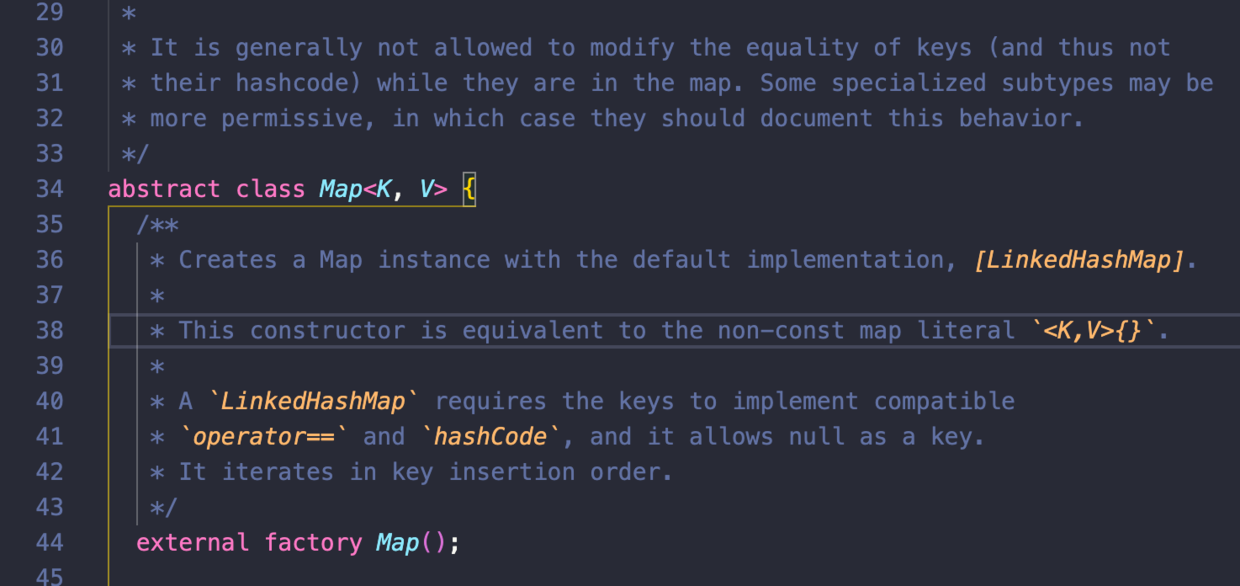 29 *
30 * It is generally not allowed to modify the equality of keys (and thus not
31 * their hashcode) while they are in the map. Some specialized subtypes may be
32 * more permissive, in which case they should document this behavior.
33 */
34 abstract class Map<K, V> {
35 /**
36 * Creates a Map instance with the default implementation, [LinkedHashMap].
37 *
38 * This constructor is equivalent to the non-const map literal `<K,V>{}`.
39 *
40 * A `LinkedHashMap` requires the keys to implement compatible
41 * `operator==` and `hashCode`, and it allows null as a key.
42 * It iterates in key insertion order.
43 */
44 external factory Map();
45